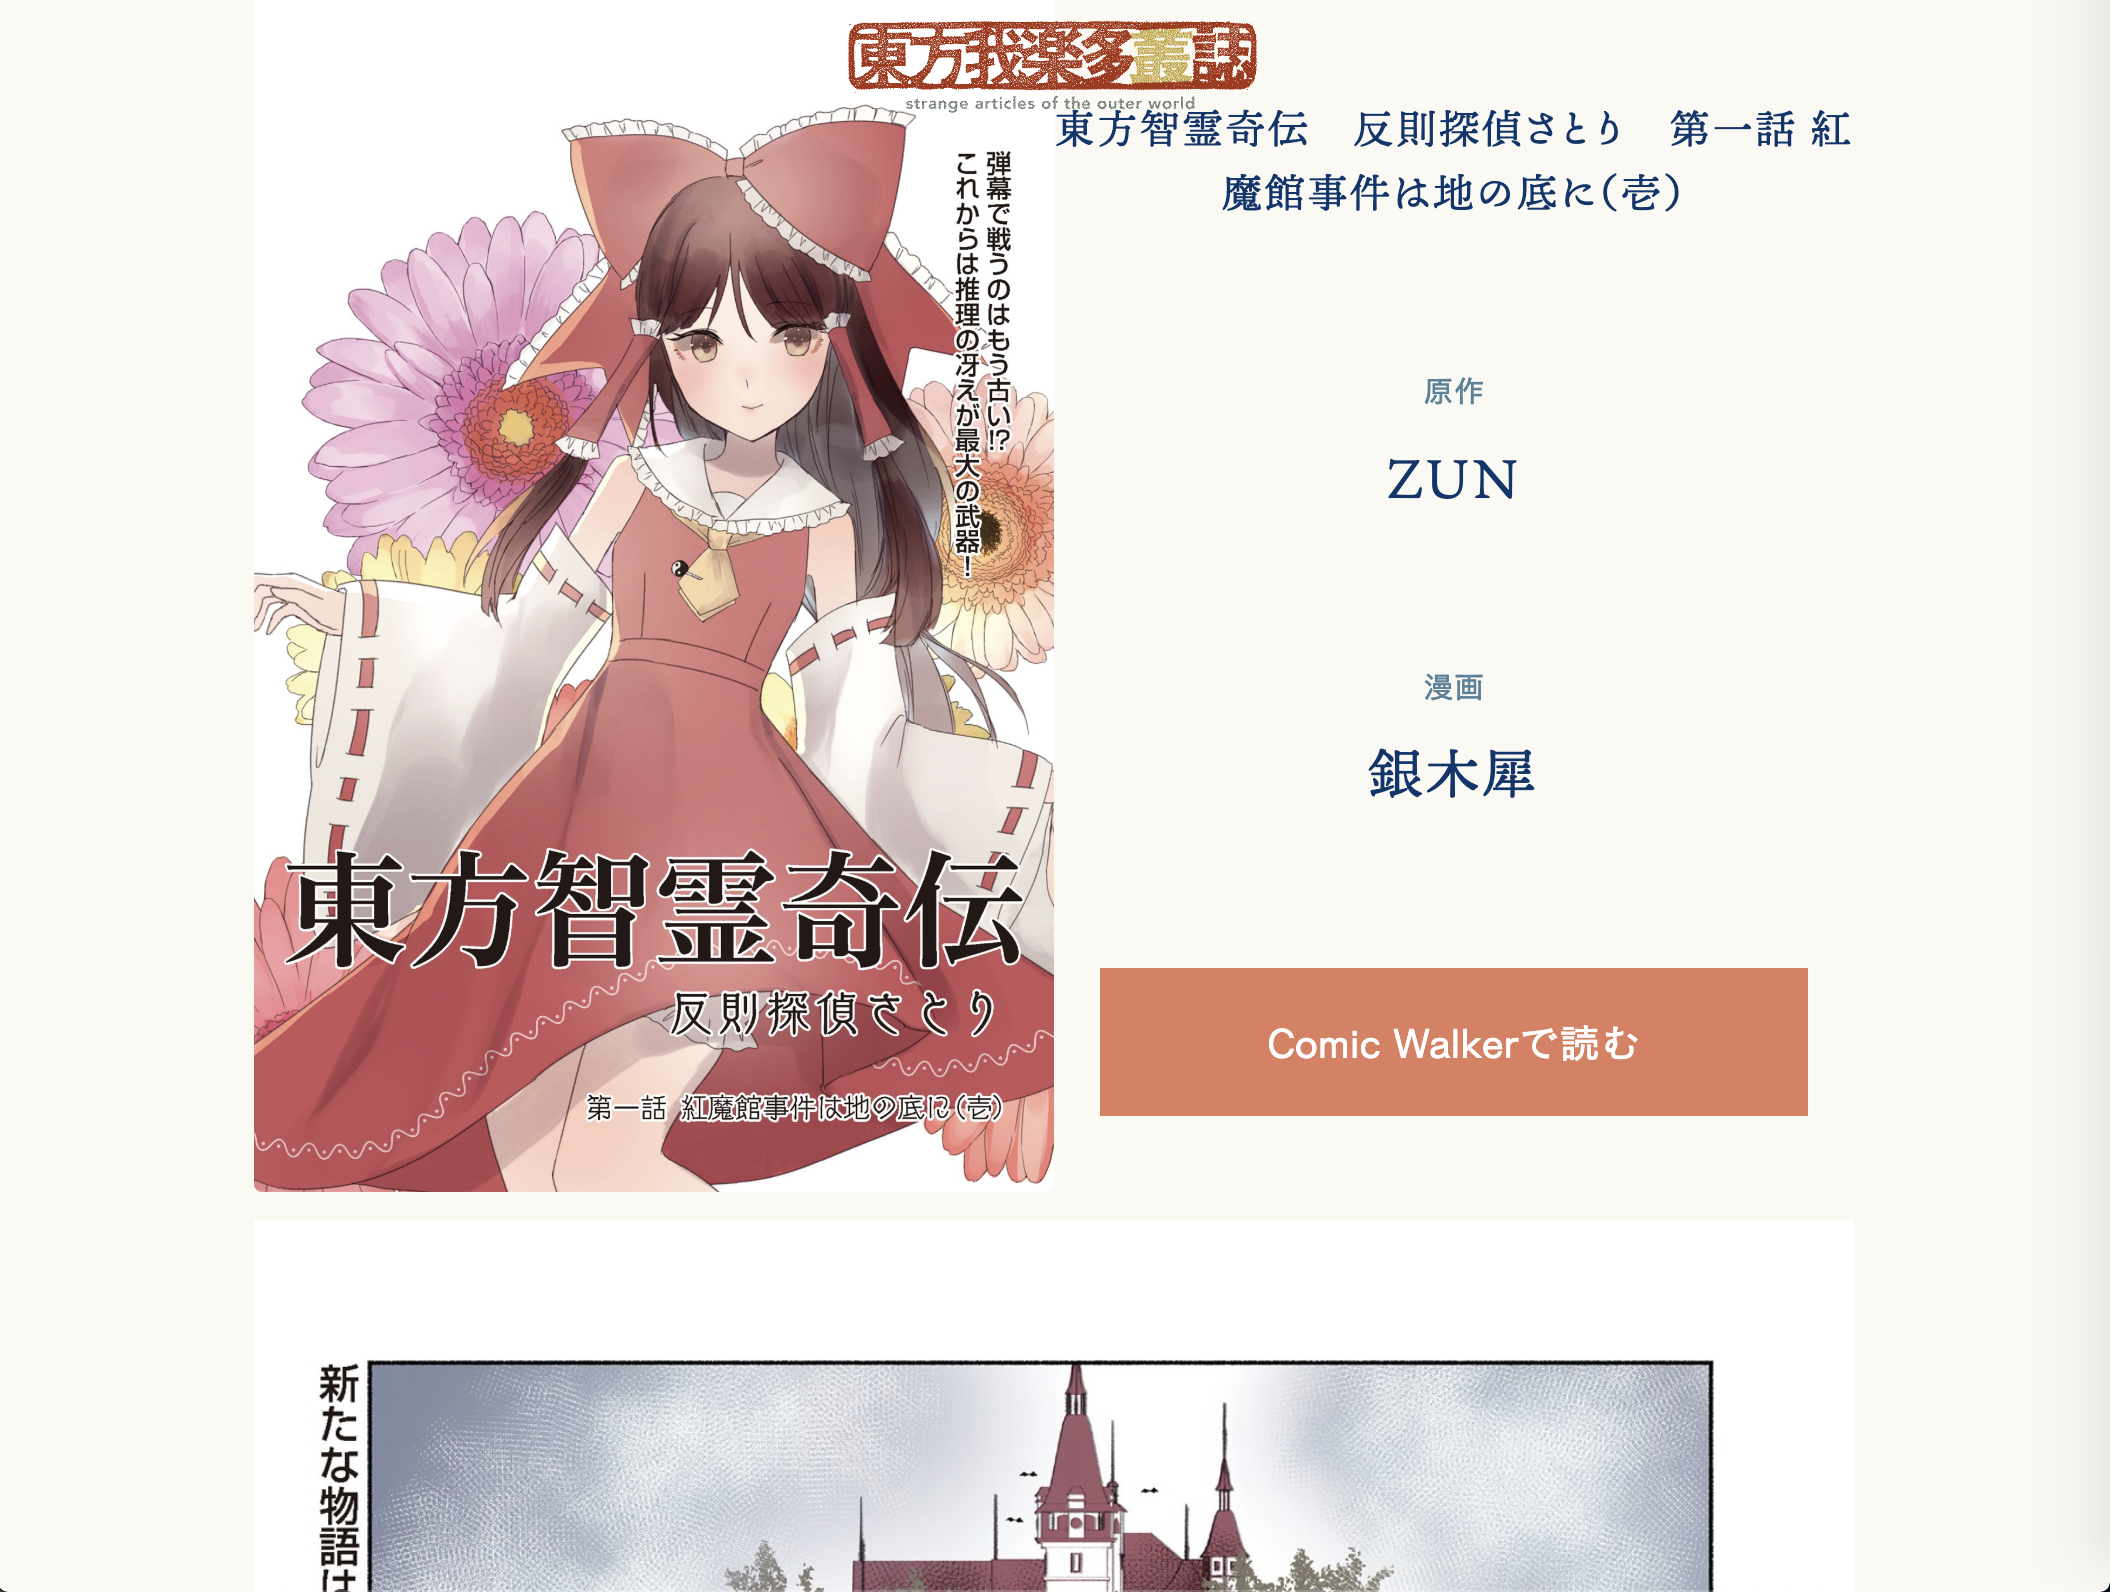 東方我楽多叢誌
strange articles of the outer world
弾幕で戦うのはもう古い!?
これからは推理の冴えが最大の武器！
東方智霊奇伝
反則探偵さとり
第一話 紅魔館事件は地の底に（壱）
東方智霊奇伝　反則探偵さとり　第一話 紅
魔館事件は地の底に（壱）
原作
ZUN
漫画
銀木犀
Comic Walkerで読む
新たな物語は